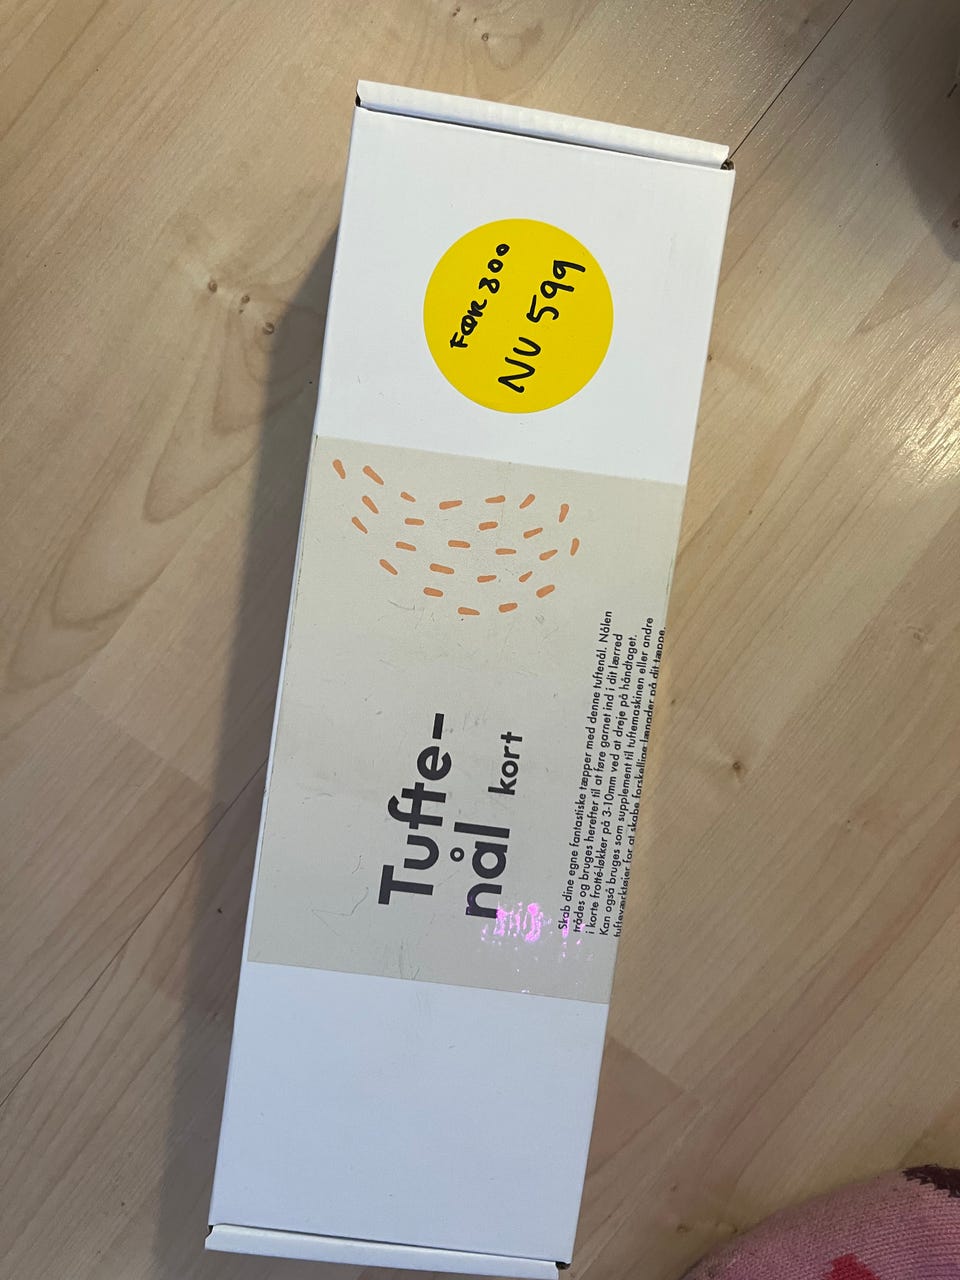 FØR 800
NU 599
Tufte-
nål kort
Skab dine egne fantastiske tæpper med denne tuftenål. Nålen
trådes og bruges herefter til at føre garnet ind i dit lærred
i korte frotté-løkker på 3-10mm ved at dreje på håndtaget.
Kan også bruges som supplement til tuftemaskinen eller andre
tufteværktøjer for at skabe forskellige længder på dit tæppe.